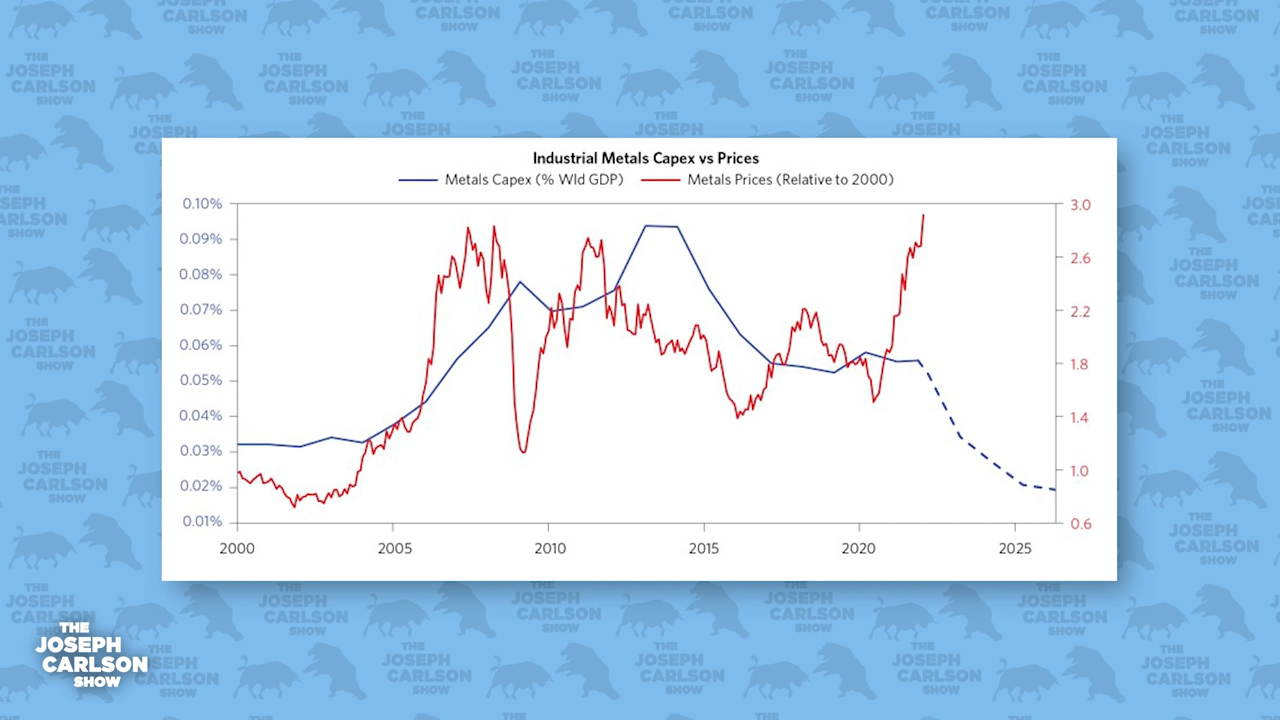 Industrial Metals Capex vs Prices
Metals Capex (% Wld GDP) Metals Prices (Relative to 2000)
0.10% 3.0
0.09%
0.08% 2.6
0.07% 2.2
0.06%
0.05% 1.8
0.04% 1.4
0.03% 1.0
0.02%
0.01% 0.6
2000 2005 2010 2015 2020 2025
THE
JOSEPH
CARLSON
SHOW